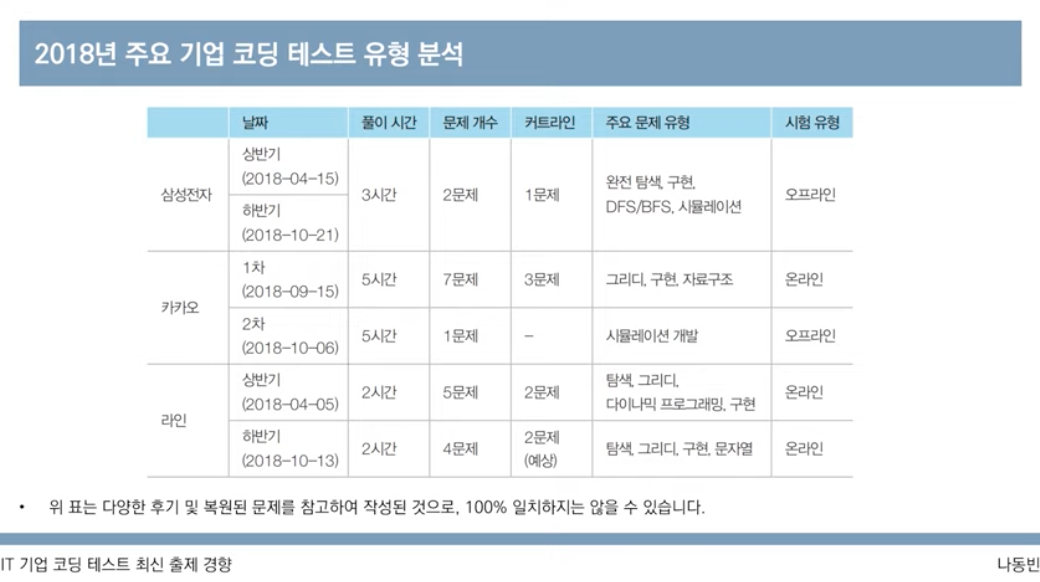 2018년 주요 기업 코딩 테스트 유형 분석
날짜 풀이 시간 문제 개수 커트라인 주요 문제 유형 시험 유형
삼성전자
상반기
(2018-04-15)
하반기
(2018-10-21)
3시간 2문제 1문제
완전 탐색, 구현,
DFS/BFS, 시뮬레이션
오프라인
카카오
1차
(2018-09-15)
5시간 7문제 3문제 그리디, 구현, 자료구조 온라인
2차
(2018-10-06)
5시간 1문제 – 시뮬레이션 개발 오프라인
라인
상반기
(2018-04-05)
2시간 5문제 2문제
탐색, 그리디,
다이나믹 프로그래밍, 구현
온라인
하반기
(2018-10-13)
2시간 4문제
2문제
(예상)
탐색, 그리디, 구현, 문자열 온라인
• 위 표는 다양한 후기 및 복원된 문제를 참고하여 작성된 것으로, 100% 일치하지는 않을 수 있습니다.
IT 기업 코딩 테스트 최신 출제 경향
나동빈